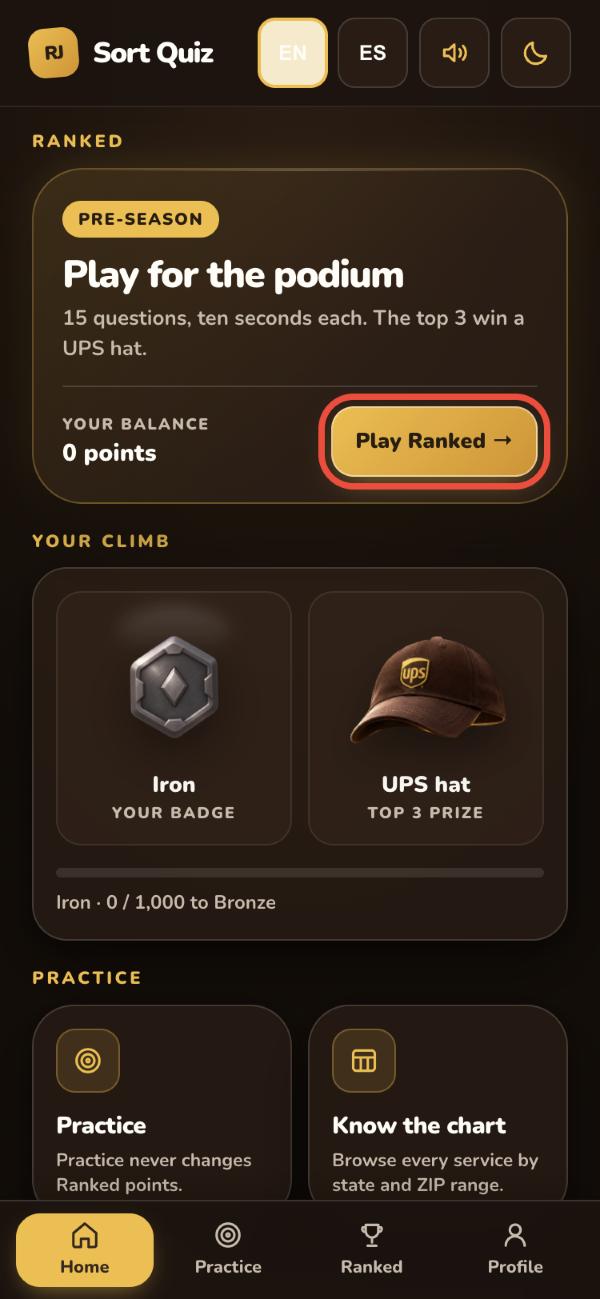 RJ Sort Quiz EN ES
RANKED
PRE-SEASON
Play for the podium
15 questions, ten seconds each. The top 3 win a
UPS hat.
YOUR BALANCE
0 points
Play Ranked →
YOUR CLIMB
ups
Iron
YOUR BADGE
UPS hat
TOP 3 PRIZE
Iron · 0 / 1,000 to Bronze
PRACTICE
Practice
Practice never changes
Ranked points.
Know the chart
Browse every service by
state and ZIP range.
Home Practice Ranked Profile